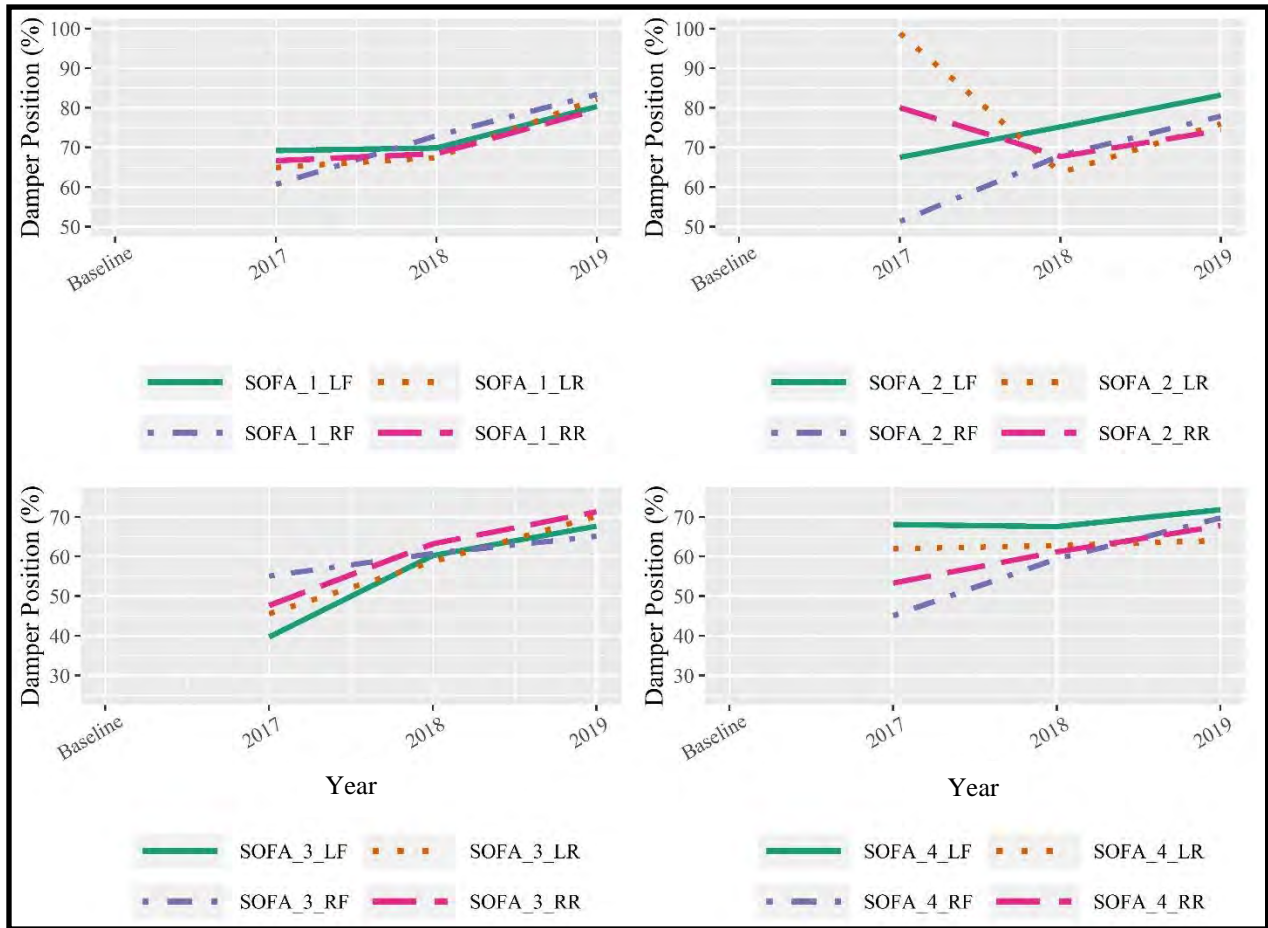 Damper Position (%)
100
90
80
70
60
50
Baseline
2017
2018
2019
SOFA_1_LF
SOFA_1_LR
SOFA_1_RF
SOFA_1_RR
Damper Position (%)
100
90
80
70
60
50
Baseline
2017
2018
2019
SOFA_2_LF
SOFA_2_LR
SOFA_2_RF
SOFA_2_RR
Damper Position (%)
70
60
50
40
30
Baseline
2017
2018
2019
Year
SOFA_3_LF
SOFA_3_LR
SOFA_3_RF
SOFA_3_RR
Damper Position (%)
70
60
50
40
30
Baseline
2017
2018
2019
Year
SOFA_4_LF
SOFA_4_LR
SOFA_4_RF
SOFA_4_RR